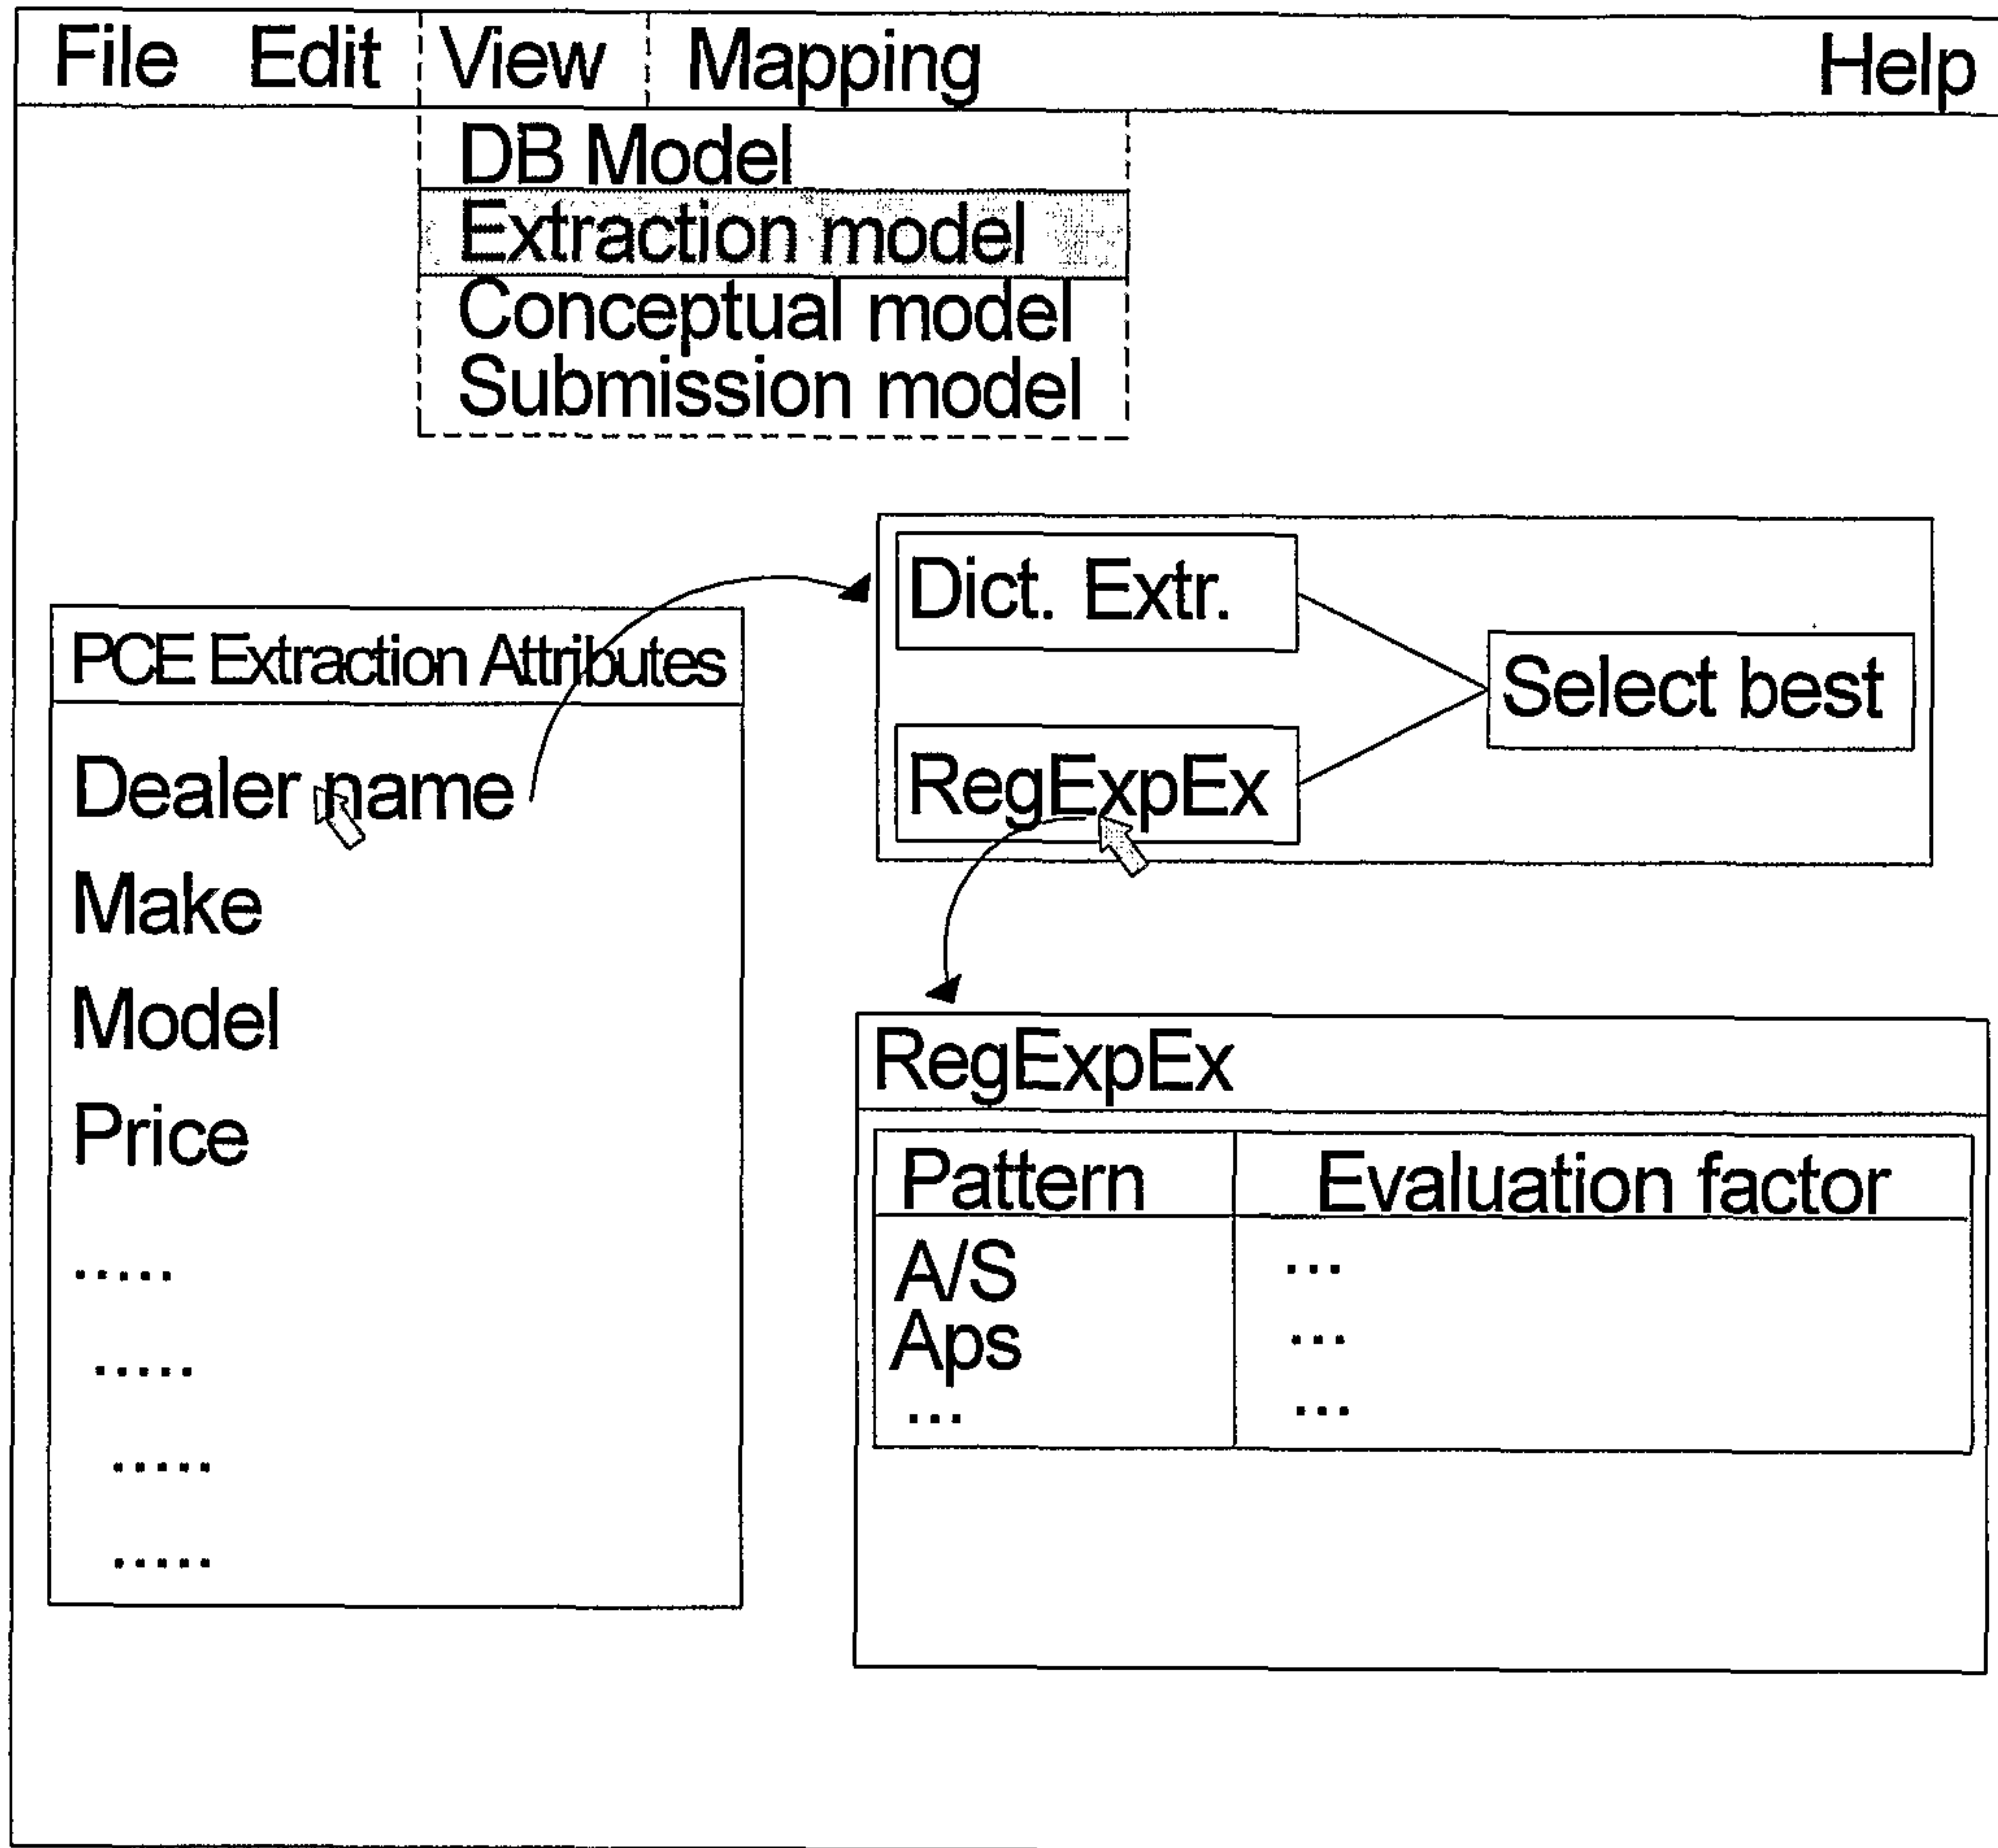 File Edit View Mapping Help
DB Model
Extraction model
Conceptual model
Submission model
PCE Extraction Attributes
Dealer name
Make
Model
Price
.....
.....
.....
.....
Dict. Extr.
RegExpEx
Select best
RegExpEx
Pattern Evaluation factor
A/S ...
Aps ...
... ...